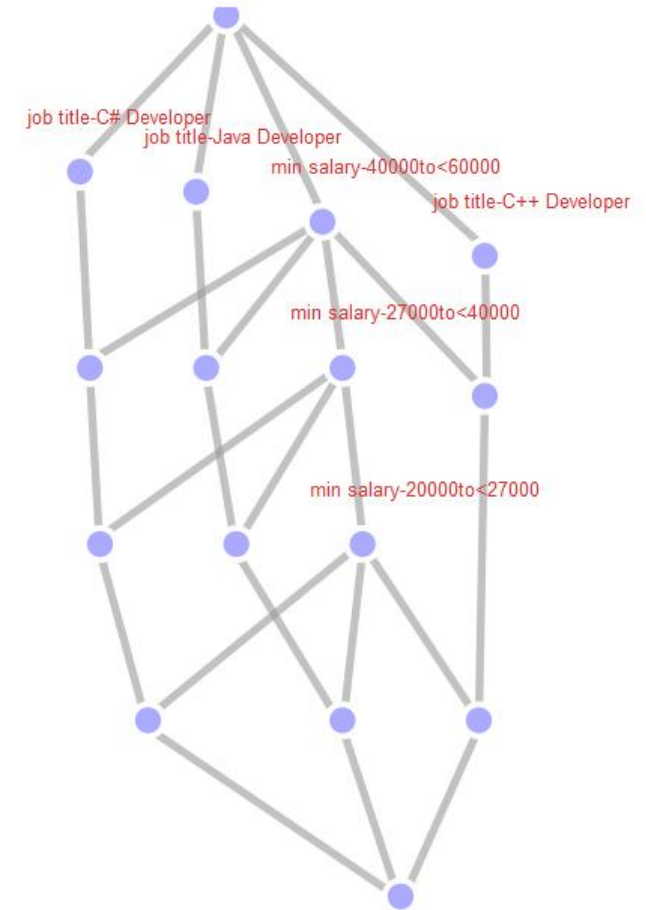 job title-C# Developer
job title-Java Developer
min salary-40000to<60000
job title-C++ Developer
min salary-27000to<40000
min salary-20000to<27000